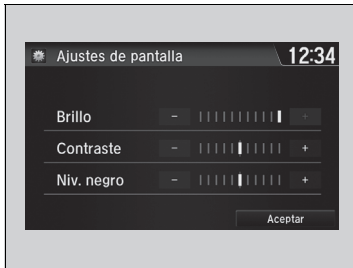 Ajustes de pantalla 12:34
Brillo - +
Contraste - +
Niv. negro - +
Aceptar